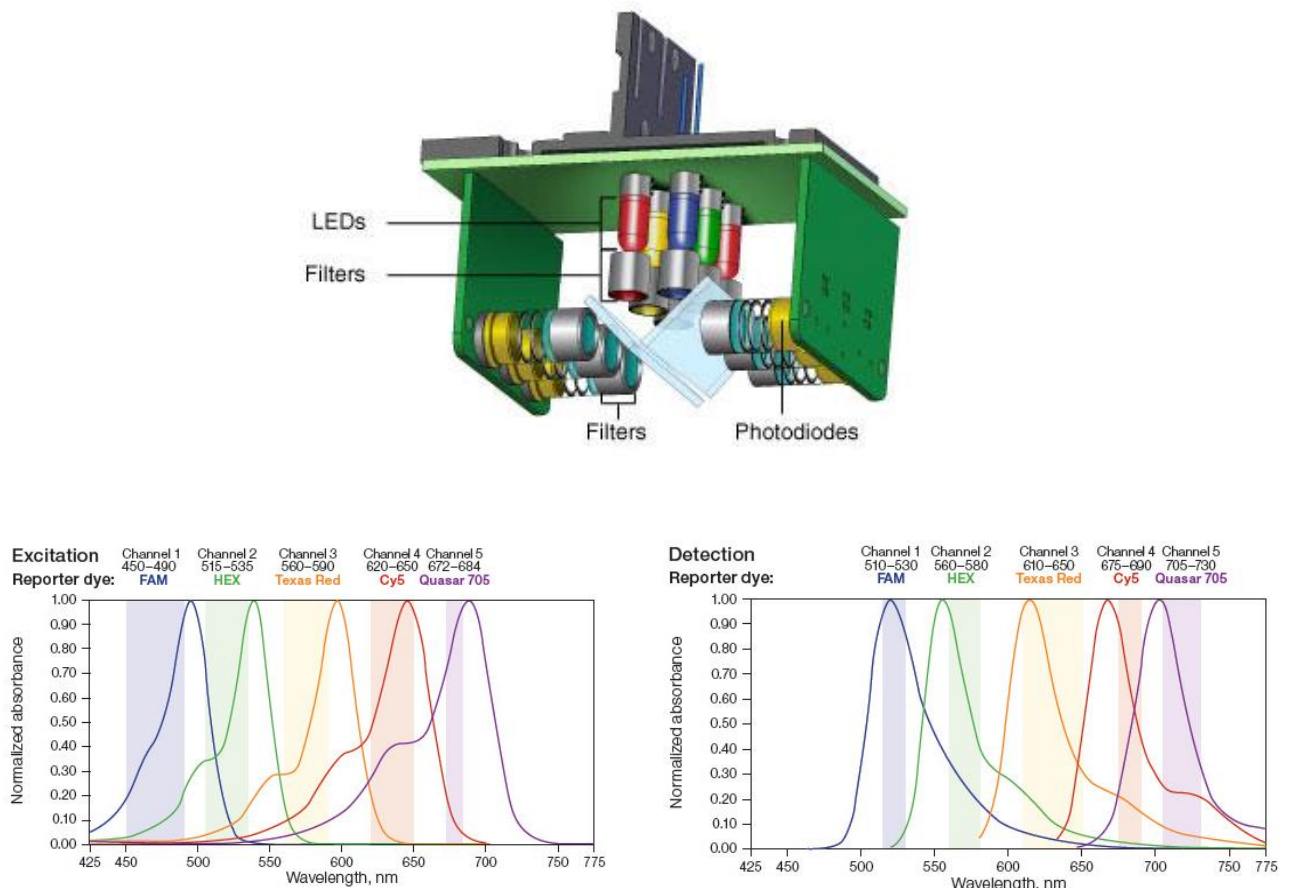 LEDs
Filters
Filters
Photodiodes
Excitation Channel 1 Channel 2 Channel 3 Channel 4 Channel 5
450–490 515–535 560–590 620–650 672–684
Reporter dye: FAM HEX Texas Red Cy5 Quasar 705
1.00
0.90
0.80
0.70
0.60
0.50
0.40
0.30
0.20
0.10
0.00
Normalized absorbance
425 450 500 550 600 650 700 750 775
Wavelength, nm
Detection Channel 1 Channel 2 Channel 3 Channel 4 Channel 5
510–530 560–580 610–650 675–690 705–730
Reporter dye: FAM HEX Texas Red Cy5 Quasar 705
1.00
0.90
0.80
0.70
0.60
0.50
0.40
0.30
0.20
0.10
0.00
Normalized absorbance
425 450 500 550 600 650 700 750 775
Wavelength, nm